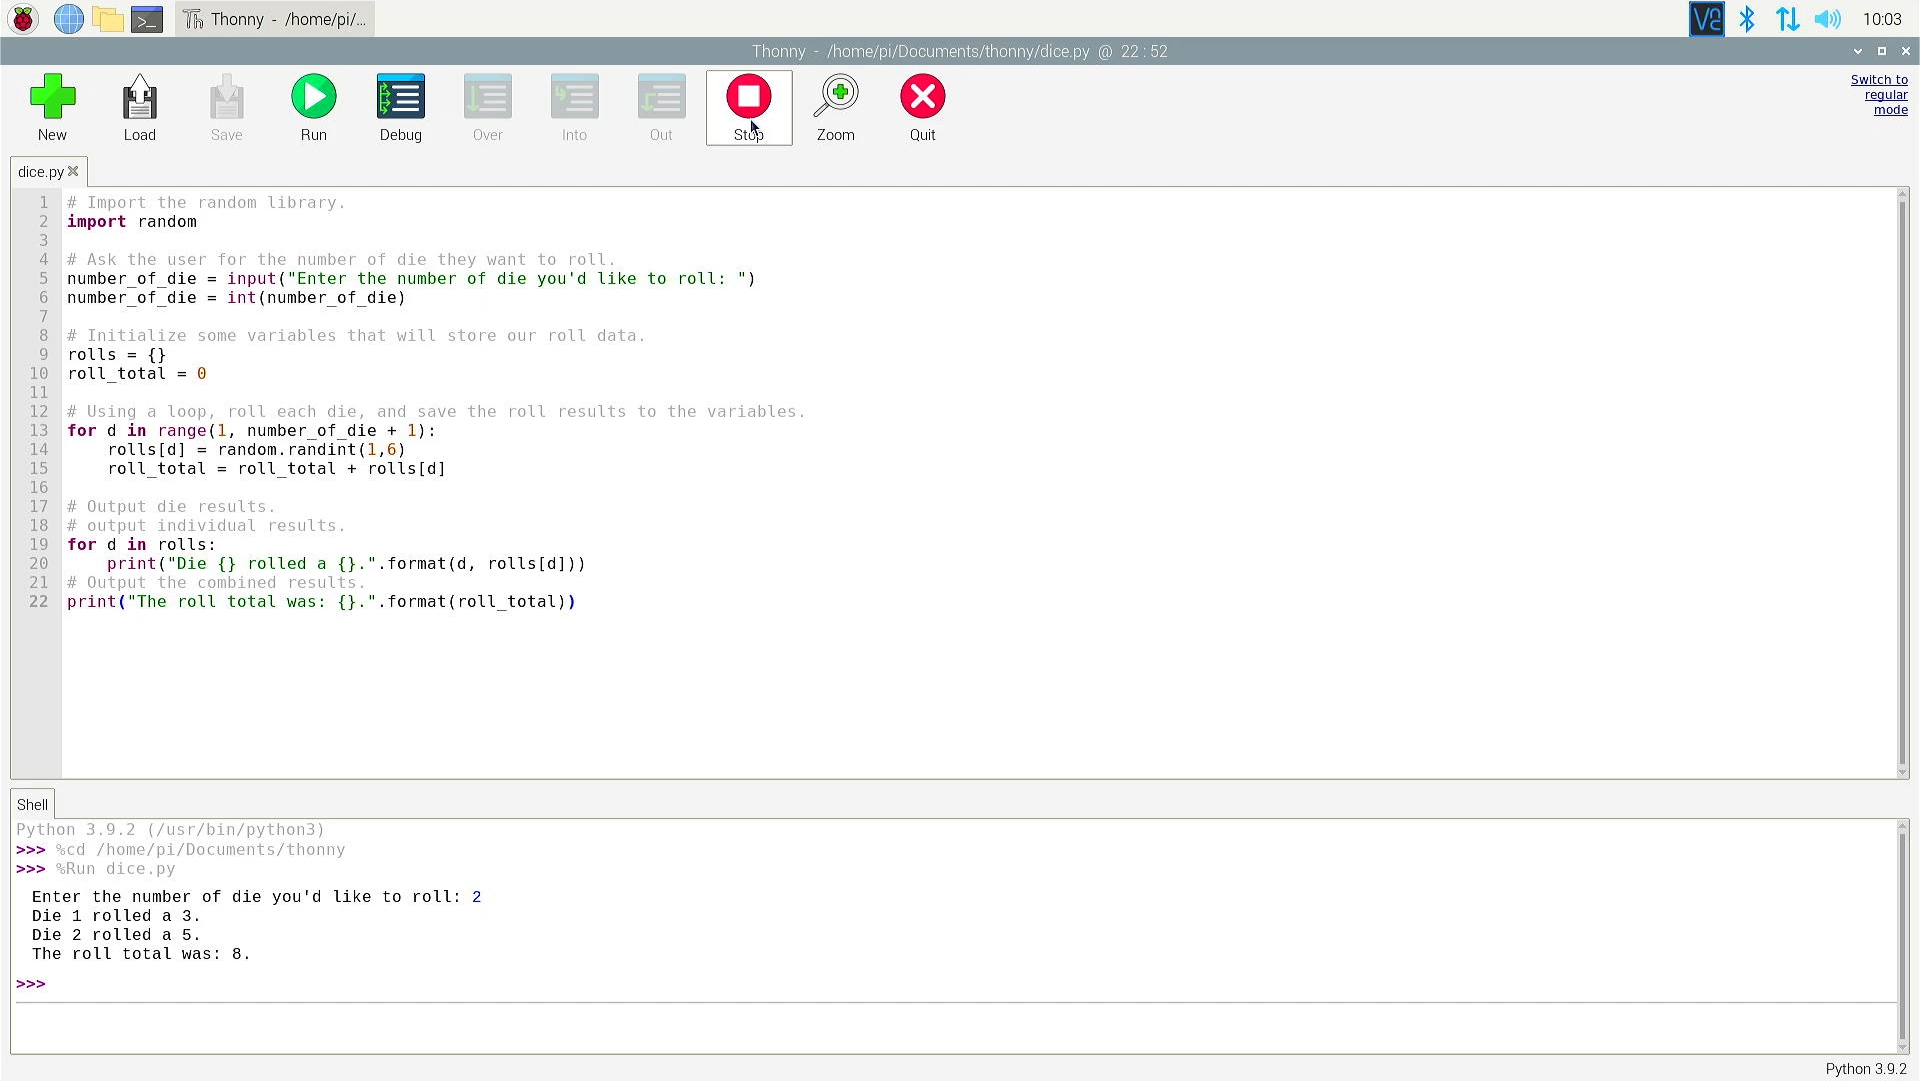 Thonny - /home/pi/... 10:03
Thonny - /home/pi/Documents/thonny/dice.py @ 22 : 52
New Load Save Run Debug Over Into Out Stop Zoom Quit
Switch to
regular
mode
dice.py
1 # Import the random library.
2 import random
3
4 # Ask the user for the number of die they want to roll.
5 number_of_die = input("Enter the number of die you'd like to roll: ")
6 number_of_die = int(number_of_die)
7
8 # Initialize some variables that will store our roll data.
9 rolls = {}
10 roll_total = 0
11
12 # Using a loop, roll each die, and save the roll results to the variables.
13 for d in range(1, number_of_die + 1):
14     rolls[d] = random.randint(1,6)
15     roll_total = roll_total + rolls[d]
16
17 # Output die results.
18 # output individual results.
19 for d in rolls:
20     print("Die {} rolled a {}.".format(d, rolls[d]))
21 # Output the combined results.
22 print("The roll total was: {}.".format(roll_total))
Shell
Python 3.9.2 (/usr/bin/python3)
>>> %cd /home/pi/Documents/thonny
>>> %Run dice.py
Enter the number of die you'd like to roll: 2
Die 1 rolled a 3.
Die 2 rolled a 5.
The roll total was: 8.
>>>
Python 3.9.2